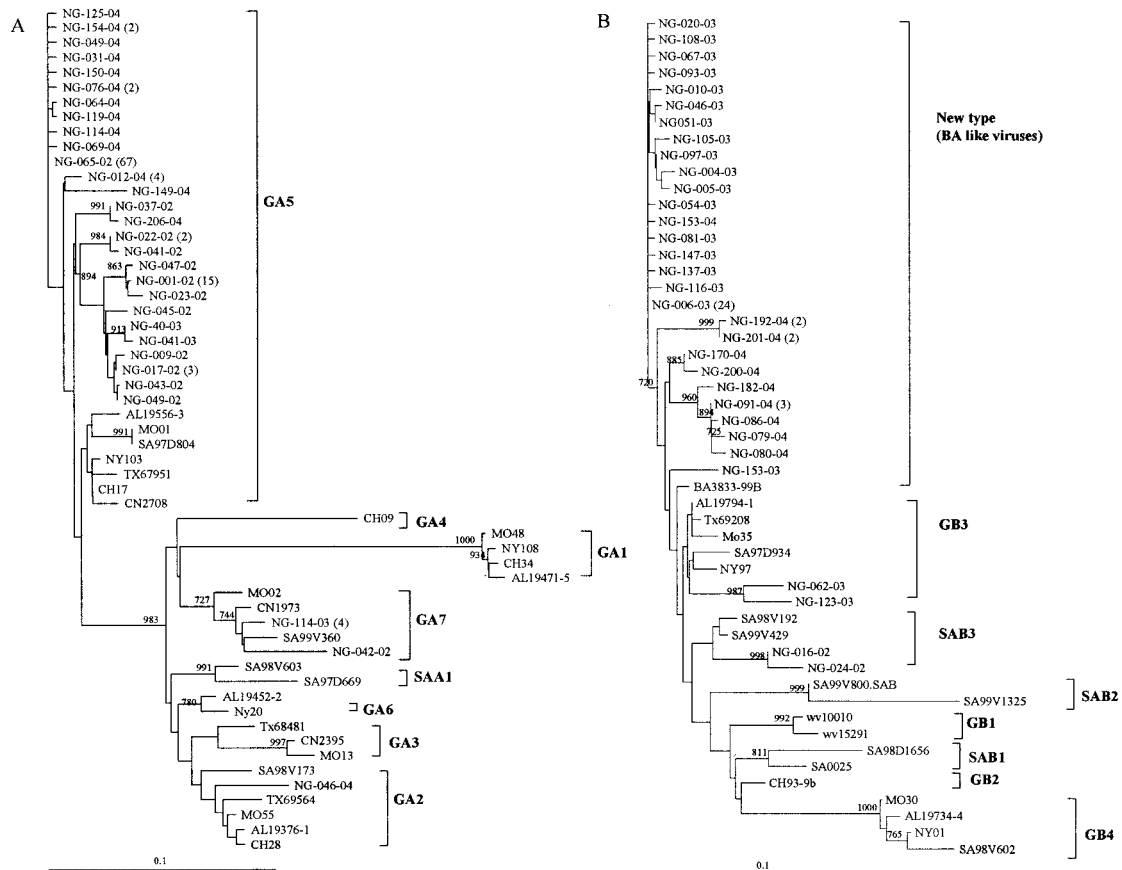 A
NG-125-04
NG-154-04 (2)
NG-049-04
NG-031-04
NG-150-04
NG-076-04 (2)
NG-064-04
NG-119-04
NG-114-04
NG-069-04
NG-065-02 (67)
NG-012-04 (4)
NG-149-04
991
NG-037-02
NG-206-04
984
NG-022-02 (2)
NG-041-02
894
863
NG-047-02
NG-001-02 (15)
NG-023-02
NG-045-02
913
NG-40-03
NG-041-03
NG-009-02
NG-017-02 (3)
NG-043-02
NG-049-02
AL19556-3
991
MO01
SA97D804
NY103
TX67951
CH17
CN2708
GA5
CH09
GA4
1000
MO48
934
NY108
CH34
AL19471-5
GA1
983
727
MO02
744
CN1973
NG-114-03 (4)
SA99V360
NG-042-02
GA7
991
SA98V603
SA97D669
SAA1
780
AL19452-2
Ny20
GA6
Tx68481
997
CN2395
MO13
GA3
SA98V173
NG-046-04
TX69564
MO55
AL19376-1
CH28
GA2
0.1
B
NG-020-03
NG-108-03
NG-067-03
NG-093-03
NG-010-03
NG-046-03
NG051-03
NG-105-03
NG-097-03
NG-004-03
NG-005-03
NG-054-03
NG-153-04
NG-081-03
NG-147-03
NG-137-03
NG-116-03
NG-006-03 (24)
999
NG-192-04 (2)
NG-201-04 (2)
720
885
NG-170-04
NG-200-04
960
NG-182-04
894
NG-091-04 (3)
NG-086-04
725
NG-079-04
NG-080-04
NG-153-03
BA3833-99B
New type
(BA like viruses)
AL19794-1
Tx69208
Mo35
SA97D934
NY97
987
NG-062-03
NG-123-03
GB3
SA98V192
SA99V429
998
NG-016-02
NG-024-02
SAB3
999
SA99V800.SAB
SA99V1325
SAB2
992
wv10010
wv15291
GB1
811
SA98D1656
SA0025
SAB1
CH93-9b
GB2
1000
MO30
AL19734-4
765
NY01
SA98V602
GB4
0.1